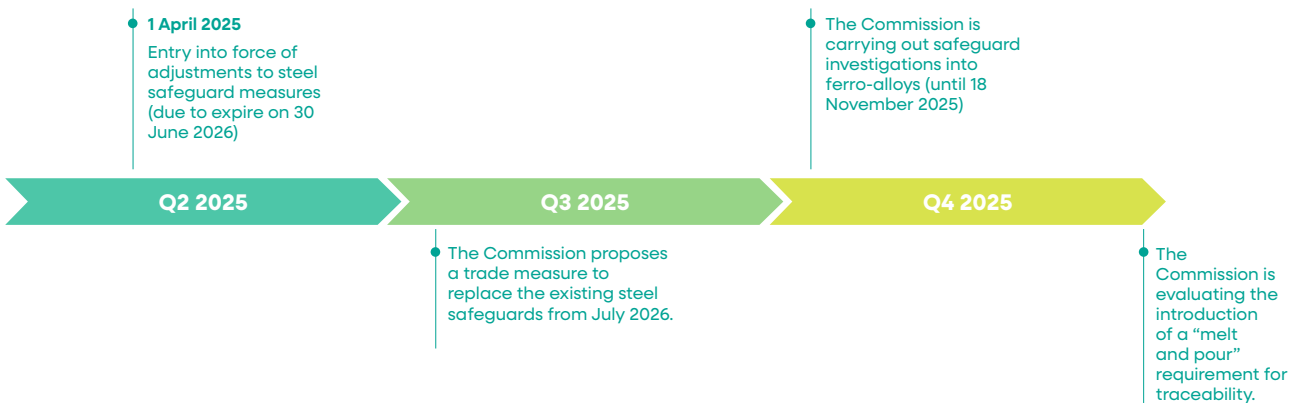 1 April 2025
Entry into force of
adjustments to steel
safeguard measures
(due to expire on 30
June 2026)
The Commission is
carrying out safeguard
investigations into
ferro-alloys (until 18
November 2025)
Q2 2025
Q3 2025
Q4 2025
The Commission proposes
a trade measure to
replace the existing steel
safeguards from July 2026.
The
Commission is
evaluating the
introduction
of a “melt
and pour”
requirement for
traceability.